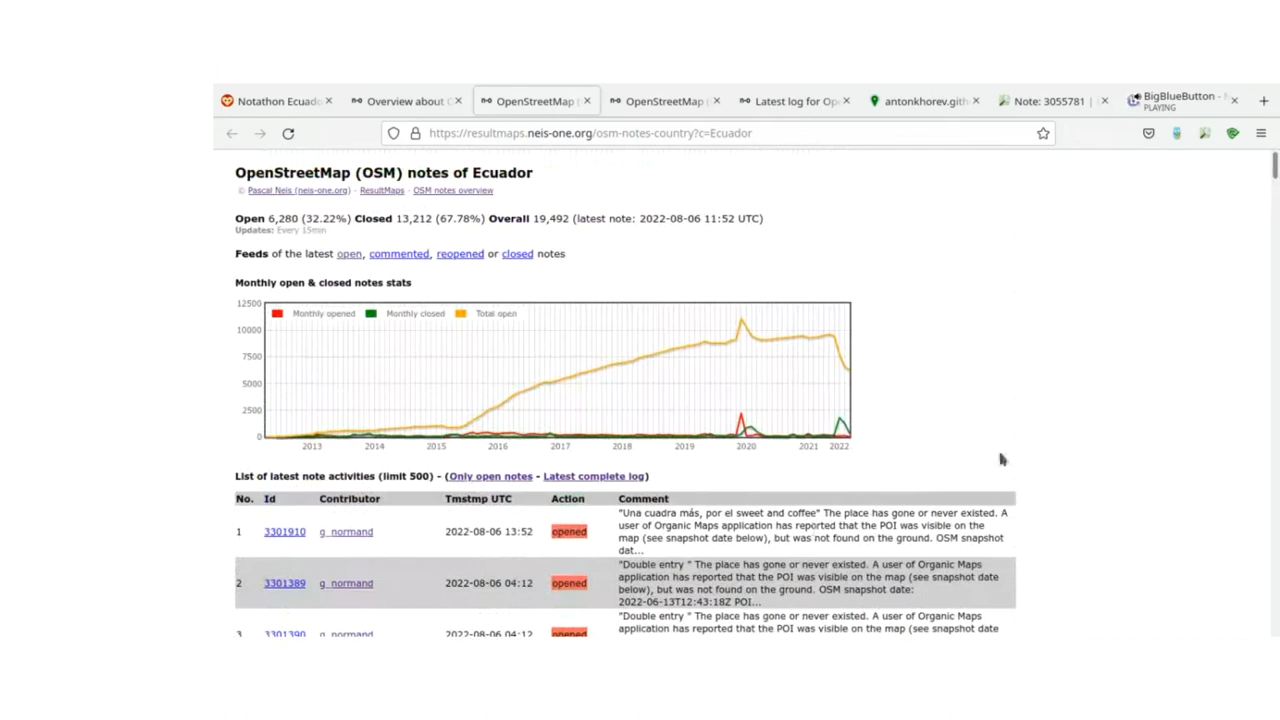 Notathon Ecuad
Overview about
OpenStreetMap
OpenStreetMap
Latest log for Op
antonkhorev.gith
Note: 3055781 |
BigBlueButton -
PLAYING
https://resultmaps.neis-one.org/osm-notes-country?c=Ecuador
OpenStreetMap (OSM) notes of Ecuador
© Pascal Neis (neis-one.org) - ResultMaps - OSM notes overview
Open 6,280 (32.22%) Closed 13,212 (67.78%) Overall 19,492 (latest note: 2022-08-06 11:52 UTC)
Updates: Every 15min
Feeds of the latest open, commented, reopened or closed notes
Monthly open & closed notes stats
12500
Monthly opened Monthly closed Total open
10000
7500
5000
2500
0
2013 2014 2015 2016 2017 2018 2019 2020 2021 2022
List of latest note activities (limit 500) - (Only open notes - Latest complete log)
No. Id Contributor Tmstmp UTC Action Comment
"Una cuadra más, por el sweet and coffee" The place has gone or never existed. A
user of Organic Maps application has reported that the POI was visible on the
1 3301910 g_normand 2022-08-06 13:52 opened
map (see snapshot date below), but was not found on the ground. OSM snapshot
dat...
"Double entry " The place has gone or never existed. A user of Organic Maps
application has reported that the POI was visible on the map (see snapshot date
2 3301389 g_normand 2022-08-06 04:12 opened
below), but was not found on the ground. OSM snapshot date:
2022-06-13T12:43:18Z POI...
"Double entry " The place has gone or never existed. A user of Organic Maps
application has reported that the POI was visible on the map (see snapshot date
3 3301390 g_normand 2022-08-06 04:12 opened